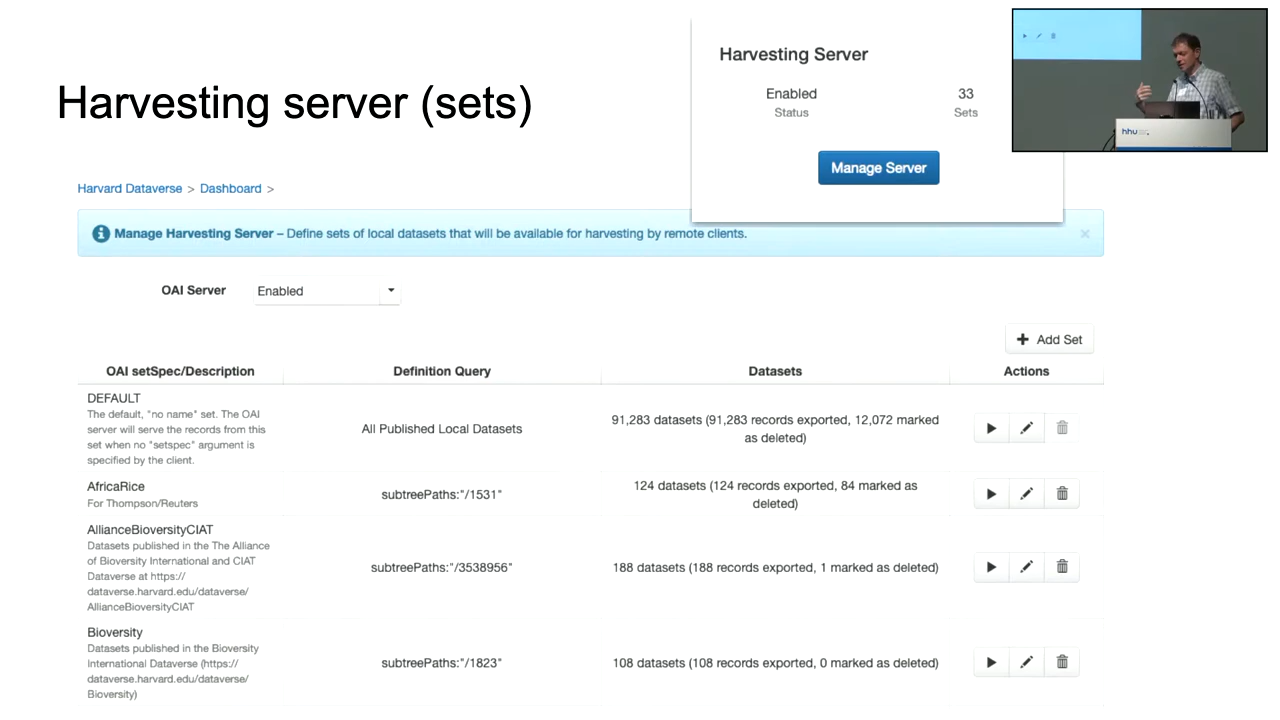 Harvesting server (sets)
Harvesting Server
Enabled
Status
33
Sets
Manage Server
hhu
Harvard Dataverse > Dashboard >
Manage Harvesting Server – Define sets of local datasets that will be available for harvesting by remote clients.
OAI Server
Enabled
Add Set
OAI setSpec/Description
Definition Query
Datasets
Actions
DEFAULT
The default, "no name" set. The OAI
server will serve the records from this
set when no "setspec" argument is
specified by the client.
All Published Local Datasets
91,283 datasets (91,283 records exported, 12,072 marked
as deleted)
AfricaRice
For Thompson/Reuters
subtreePaths:"/1531"
124 datasets (124 records exported, 84 marked as
deleted)
AllianceBioversityCIAT
Datasets published in the The Alliance
of Bioversity International and CIAT
Dataverse at https://
dataverse.harvard.edu/dataverse/
AllianceBioversityCIAT
subtreePaths:"/3538956"
188 datasets (188 records exported, 1 marked as deleted)
Bioversity
Datasets published in the Bioversity
International Dataverse (https://
dataverse.harvard.edu/dataverse/
Bioversity)
subtreePaths:"/1823"
108 datasets (108 records exported, 0 marked as deleted)